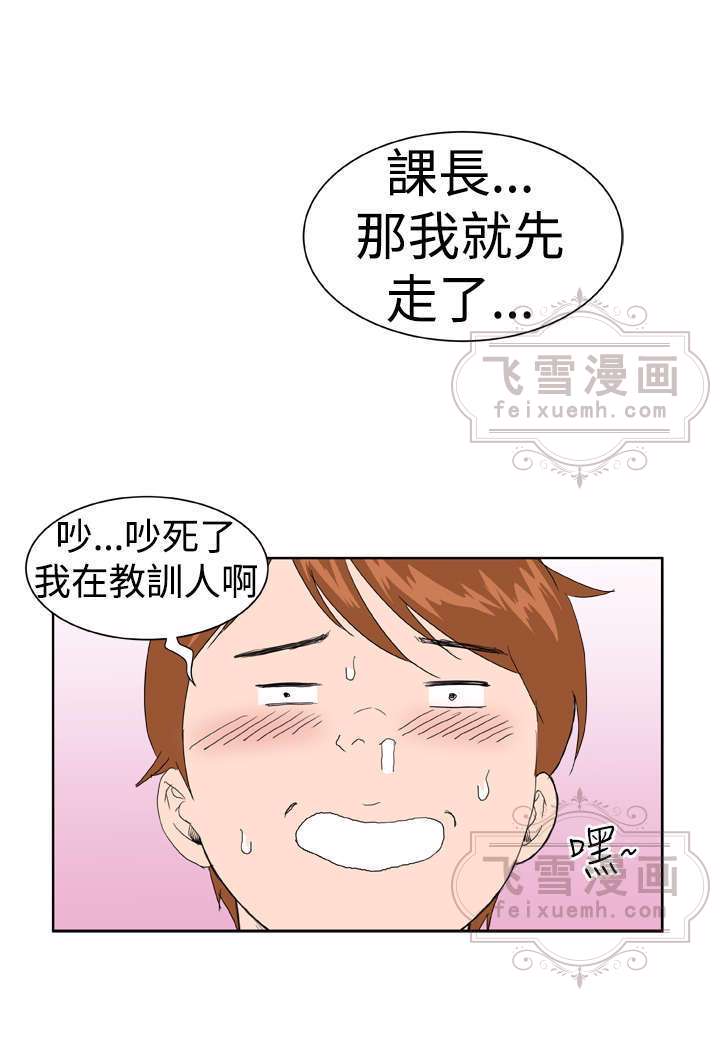 課長...
那我就先
走了...
飞雪漫画
feixuemh.com
吵...吵死了
我在教訓人啊
嘿~
飞雪漫画
feixuemh.com